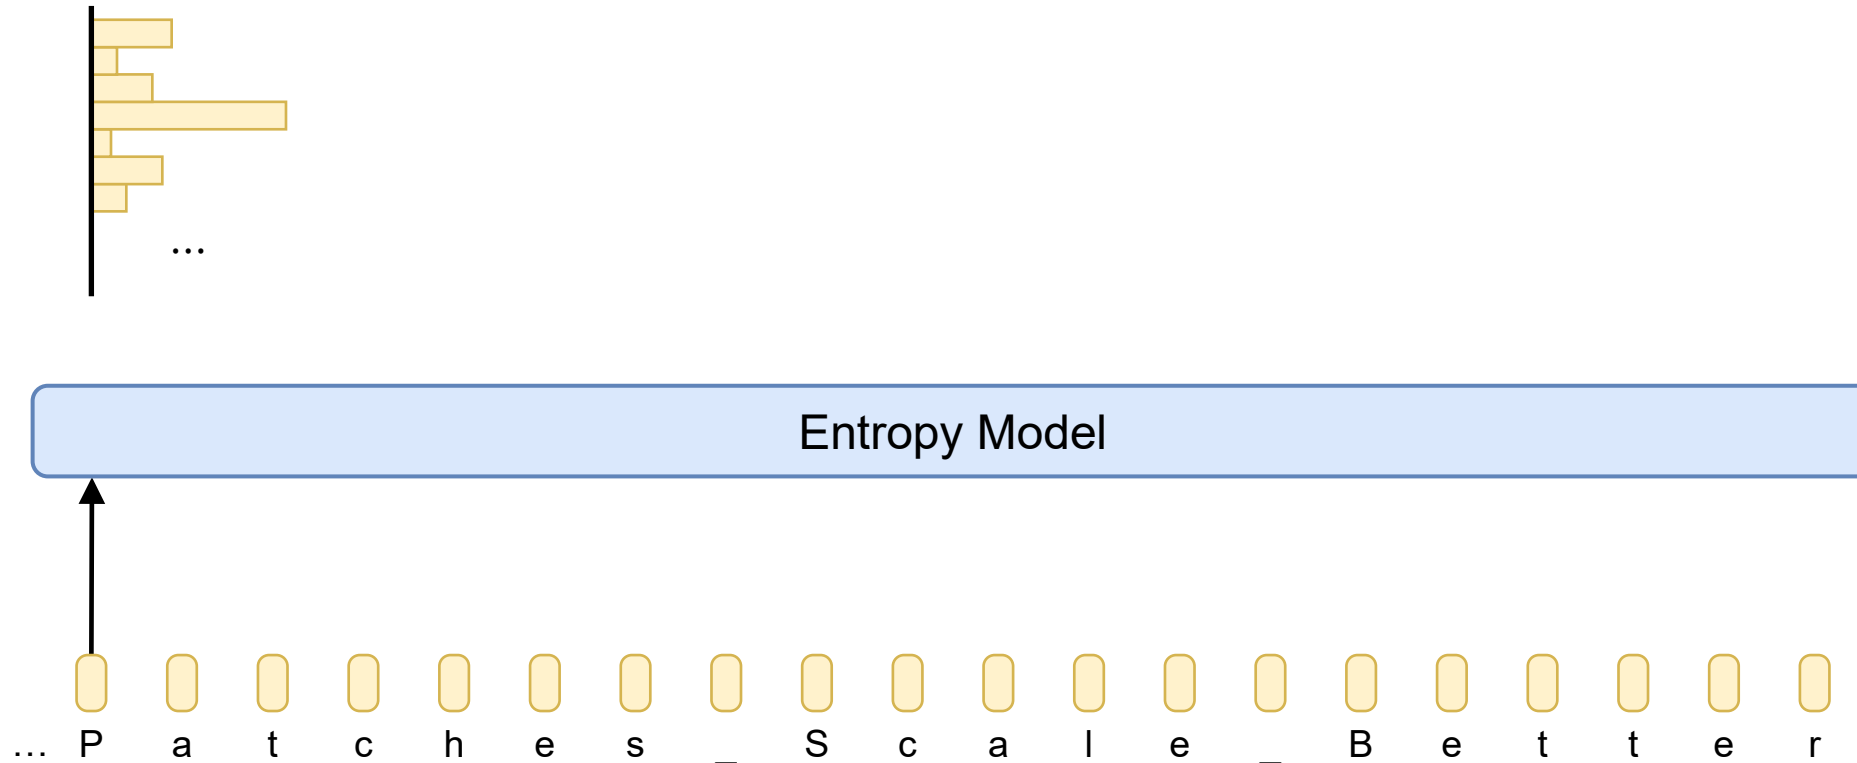 ...
Entropy Model
... P a t c h e s _ S c a l e _ B e t t e r